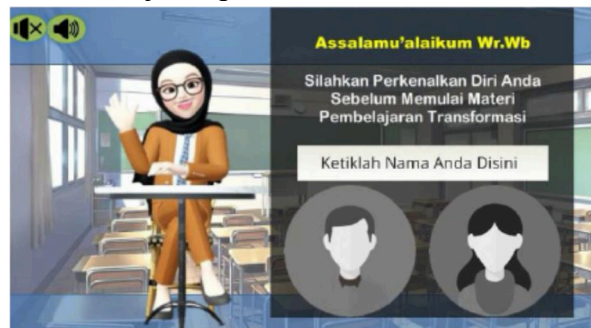 Assalamu'alaikum Wr.Wb
Silahkan Perkenalkan Diri Anda
Sebelum Memulai Materi
Pembelajaran Transformasi
Ketiklah Nama Anda Disini